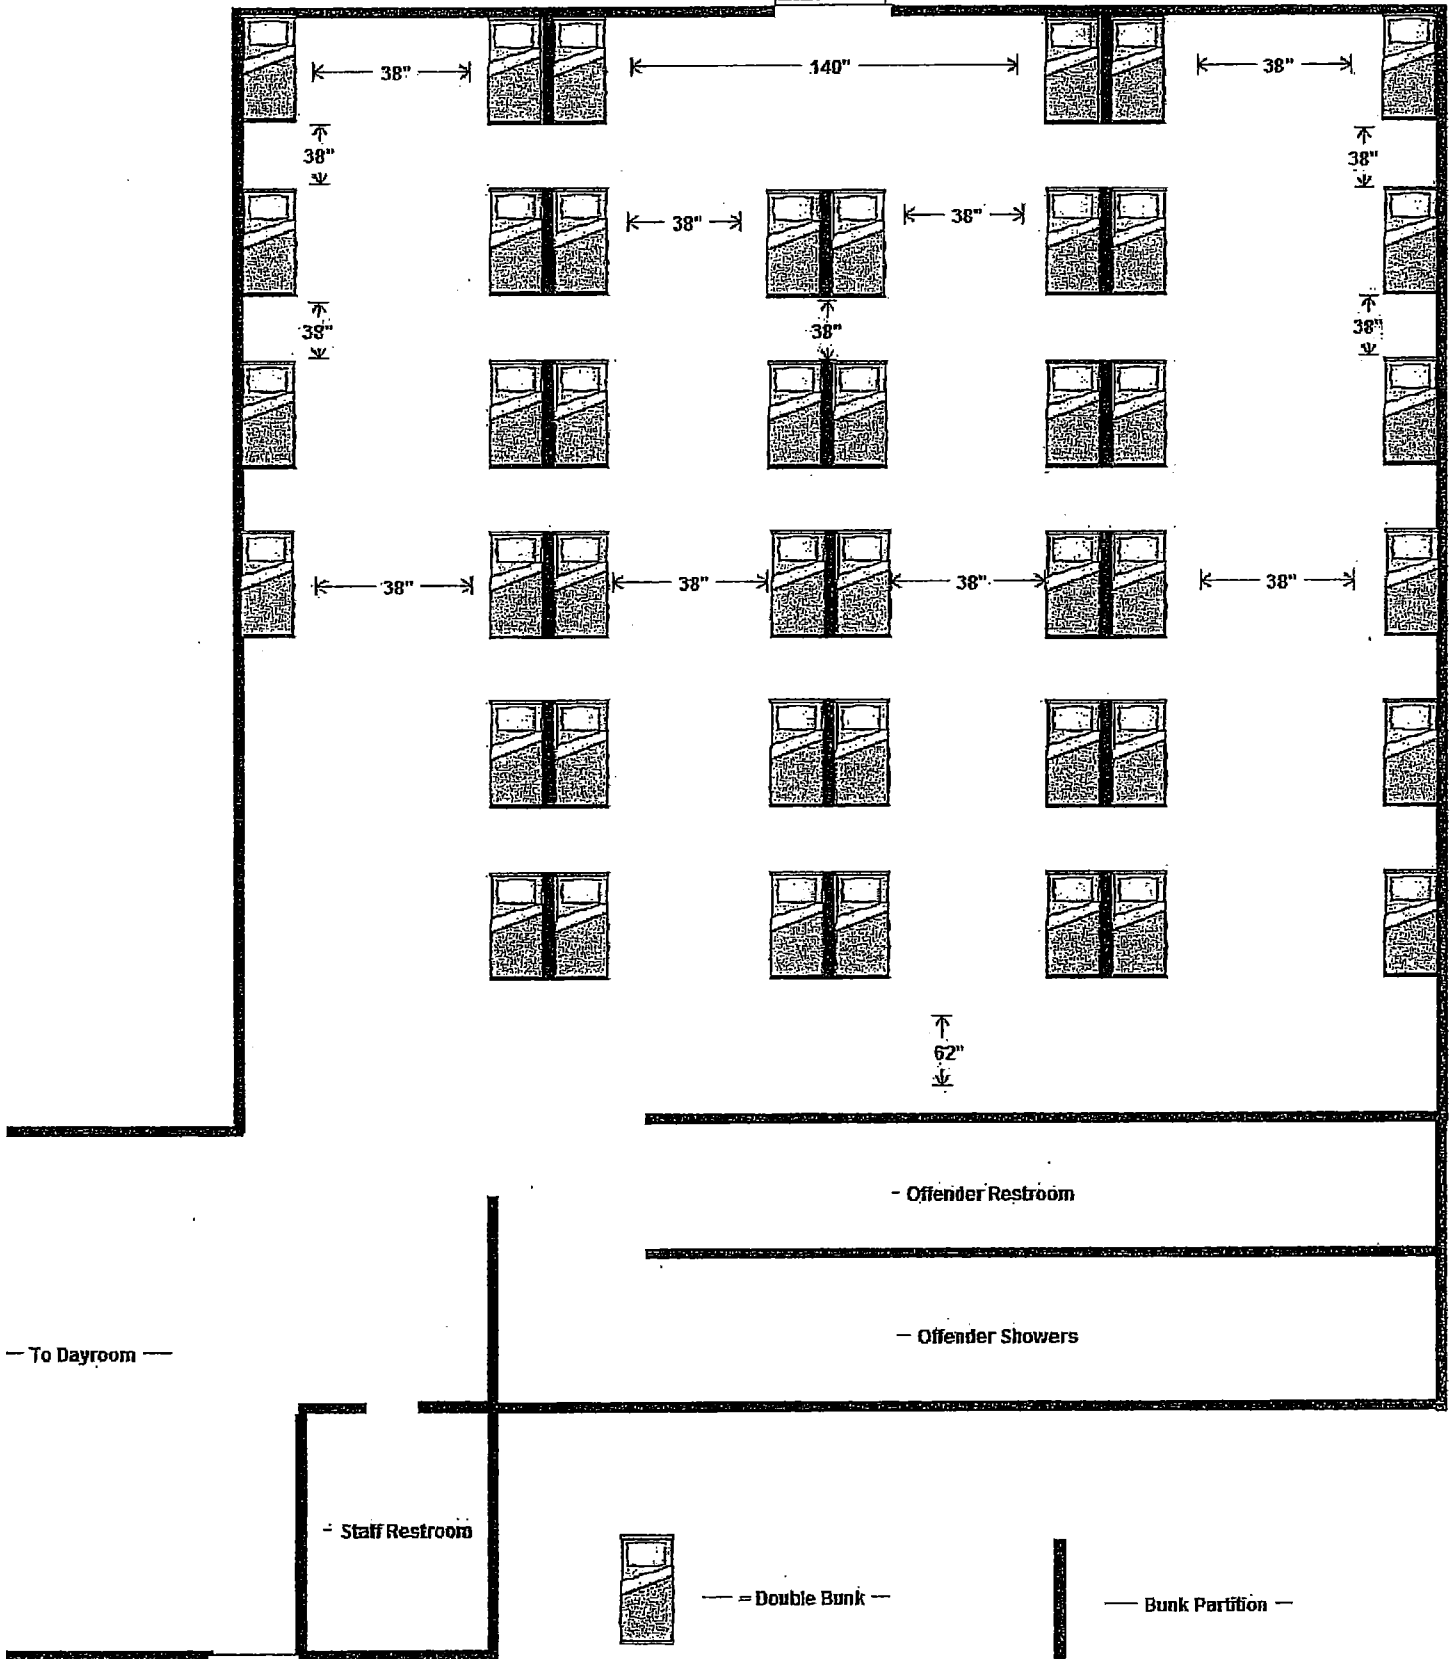 38"
140"
38"
38"
38"
38"
38"
38"
38"
38"
38"
38"
38"
38"
62"
- Offender Restroom
- Offender Showers
- To Dayroom -
- Staff Restroom
- = Double Bunk -
- Bunk Partition -